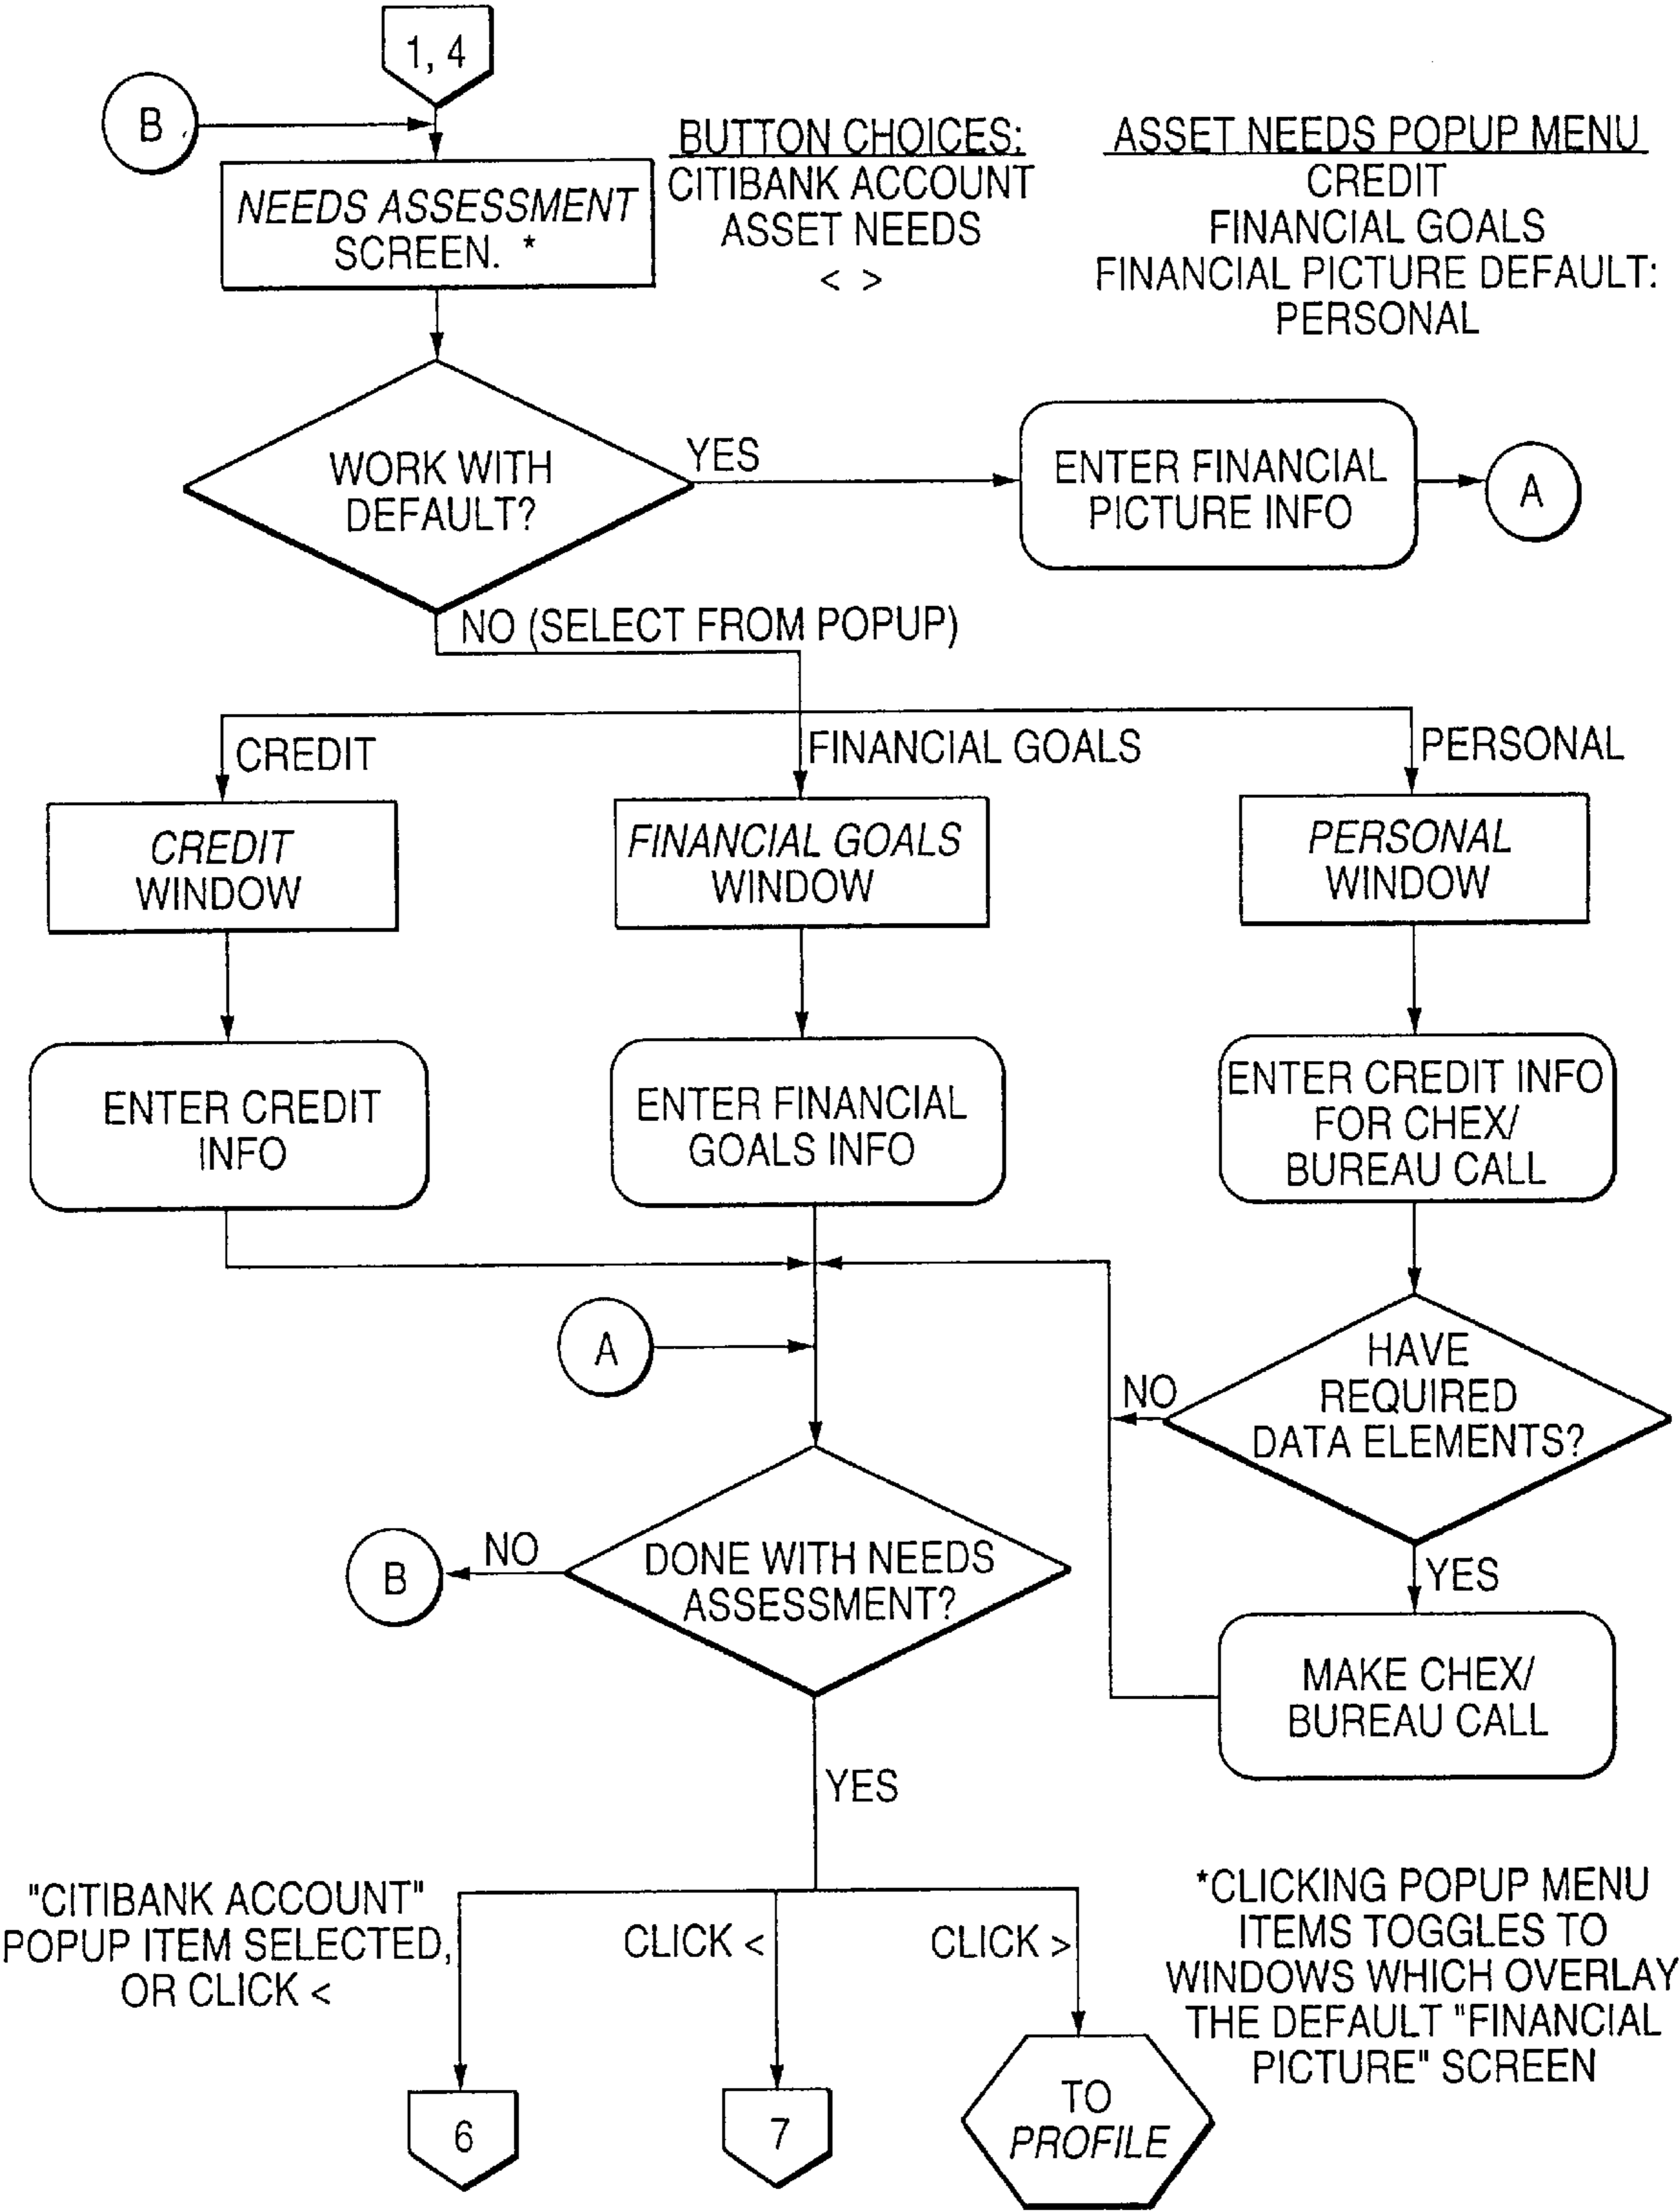 1, 4
B
BUTTON CHOICES:
CITIBANK ACCOUNT
ASSET NEEDS
< >
ASSET NEEDS POPUP MENU
CREDIT
FINANCIAL GOALS
FINANCIAL PICTURE DEFAULT:
PERSONAL
NEEDS ASSESSMENT
SCREEN. *
WORK WITH
DEFAULT?
YES
ENTER FINANCIAL
PICTURE INFO
A
NO (SELECT FROM POPUP)
CREDIT
FINANCIAL GOALS
PERSONAL
CREDIT
WINDOW
FINANCIAL GOALS
WINDOW
PERSONAL
WINDOW
ENTER CREDIT
INFO
ENTER FINANCIAL
GOALS INFO
ENTER CREDIT INFO
FOR CHEX/
BUREAU CALL
A
HAVE
REQUIRED
DATA ELEMENTS?
NO
YES
B
NO
DONE WITH NEEDS
ASSESSMENT?
MAKE CHEX/
BUREAU CALL
YES
"CITIBANK ACCOUNT"
POPUP ITEM SELECTED,
OR CLICK <
CLICK <
CLICK >
*CLICKING POPUP MENU
ITEMS TOGGLES TO
WINDOWS WHICH OVERLAY
THE DEFAULT "FINANCIAL
PICTURE" SCREEN
6
7
TO
PROFILE